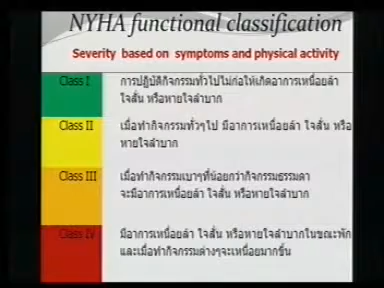 NYHA functional classification
Severity based on symptoms and physical activity
Class I
การปฏิบัติกิจกรรมทั่วไปไม่ก่อให้เกิดอาการเหนื่อยล้า
ใจสั่น หรือหายใจลำบาก
Class II
เมื่อทำกิจกรรมทั่วๆไป มีอาการเหนื่อยล้า ใจสั่น หรือ
หายใจลำบาก
Class III
เมื่อทำกิจกรรมเบาๆที่น้อยกว่ากิจกรรมธรรมดา
จะมีอาการเหนื่อยล้า ใจสั่น หรือหายใจลำบาก
Class IV
มีอาการเหนื่อยล้า ใจสั่น หรือหายใจลำบากในขณะพัก
และเมื่อทำกิจกรรมต่างๆจะเหนื่อยมากขึ้น